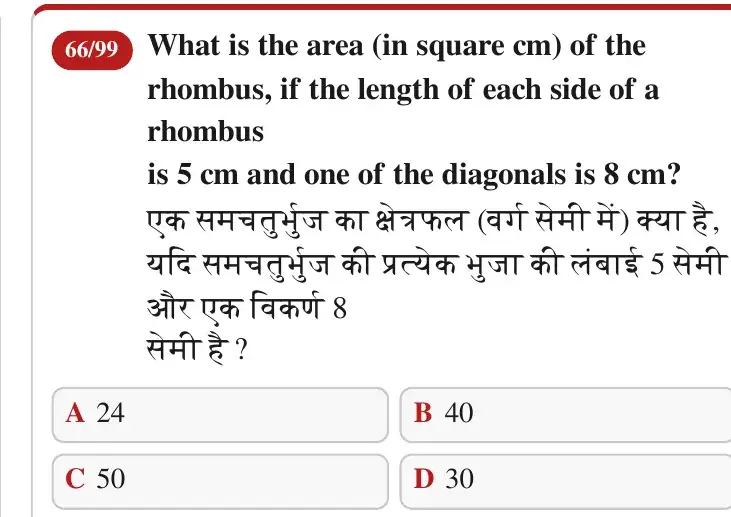 66/99 What is the area (in square cm) of the
rhombus, if the length of each side of a
rhombus
is 5 cm and one of the diagonals is 8 cm?
एक समचतुर्भुज का क्षेत्रफल (वर्ग सेमी में) क्या है,
यदि समचतुर्भुज की प्रत्येक भुजा की लंबाई 5 सेमी
और एक विकर्ण 8
सेमी है ?
A 24
B 40
C 50
D 30